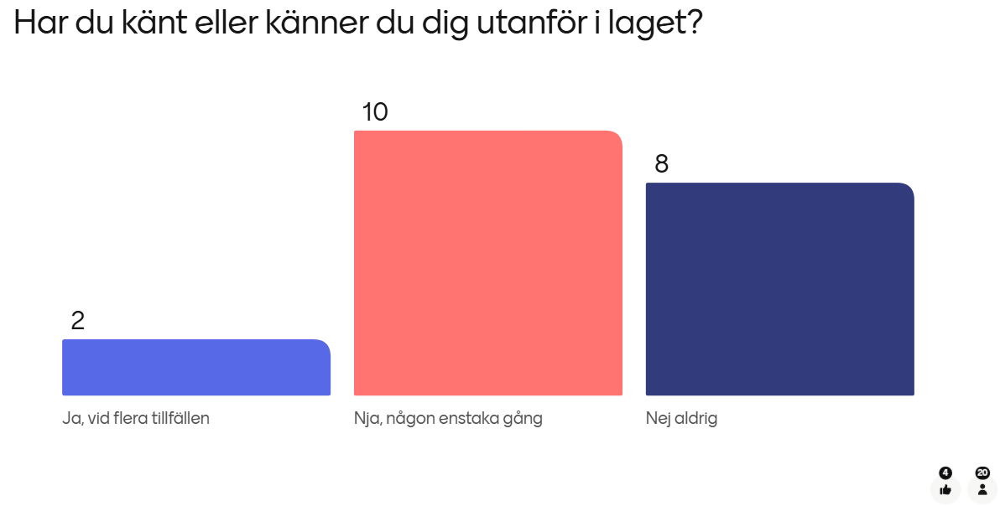 Har du känt eller känner du dig utanför i laget?
2
10
8
Ja, vid flera tillfällen
Nja, någon enstaka gång
Nej aldrig
4
20